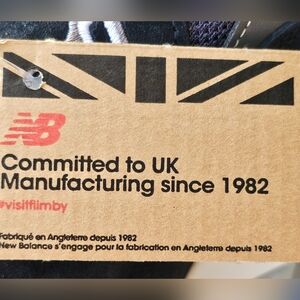 NB
Committed to UK
Manufacturing since 1982
#visitflimby
Fabriqué en Angleterre depuis 1982
New Balance s'engage pour la fabrication en Angleterre depuis 1982